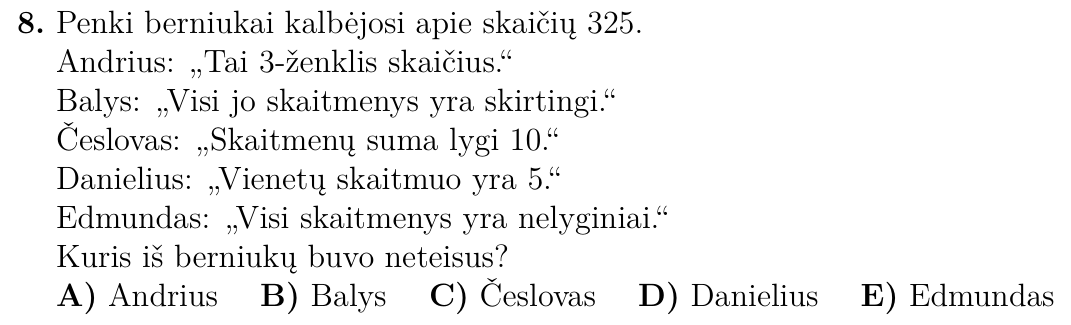 8. Penki berniukai kalbėjosi apie skaičių 325.
Andrius: „Tai 3-ženklis skaičius.“
Balys: „Visi jo skaitmenys yra skirtingi.“
Česlovas: „Skaitmenų suma lygi 10.“
Danielius: „Vienetų skaitmuo yra 5.“
Edmundas: „Visi skaitmenys yra nelyginiai.“
Kuris iš berniukų buvo neteisus?
A) Andrius B) Balys C) Česlovas D) Danielius E) Edmundas